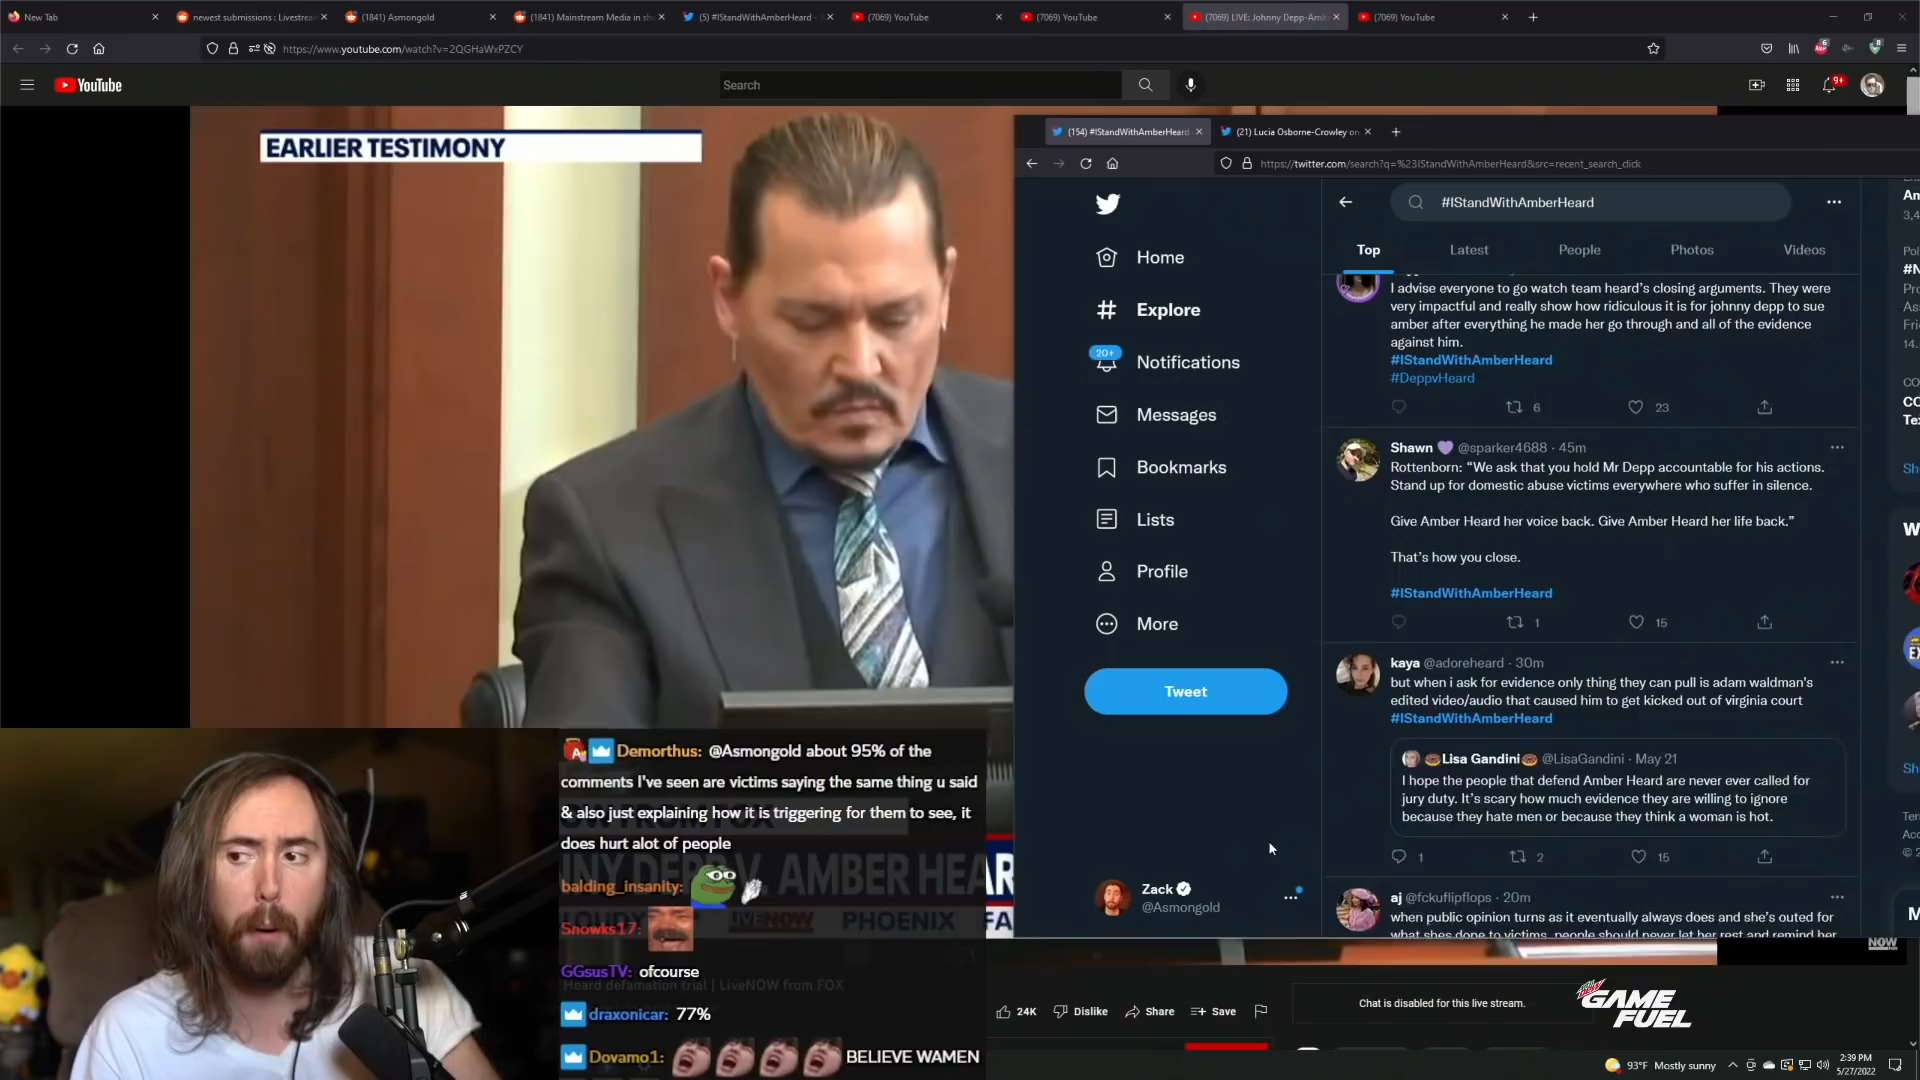 New Tab
newest submissions : Livestream
(1841) Asmongold
(1841) Mainstream Media in sh
(5) #IStandWithAmberHeard - T
(7069) YouTube
(7069) YouTube
(7069) LIVE: Johnny Depp-Amb
(7069) YouTube
https://www.youtube.com/watch?v=2QGHaWxPZCY
6
8
YouTube
Search
9+
EARLIER TESTIMONY
(154) #IStandWithAmberHeard
(21) Lucia Osborne-Crowley on
https://twitter.com/search?q=%23IStandWithAmberHeard&src=recent_search_click
#IStandWithAmberHeard
Top
Latest
People
Photos
Videos
Home
Explore
20+
Notifications
Messages
Bookmarks
Lists
Profile
More
Tweet
Zack
@Asmongold
I advise everyone to go watch team heard's closing arguments. They were
very impactful and really show how ridiculous it is for johnny depp to sue
amber after everything he made her go through and all of the evidence
against him.
#IStandWithAmberHeard
#DeppvHeard
6
23
Shawn 💜 @sparker4688 · 45m
Rottenborn: “We ask that you hold Mr Depp accountable for his actions.
Stand up for domestic abuse victims everywhere who suffer in silence.
Give Amber Heard her voice back. Give Amber Heard her life back.”
That's how you close.
#IStandWithAmberHeard
1
15
kaya @adoreheard · 30m
but when i ask for evidence only thing they can pull is adam waldman's
edited video/audio that caused him to get kicked out of virginia court
#IStandWithAmberHeard
🍩Lisa Gandini🍩 @LisaGandini · May 21
I hope the people that defend Amber Heard are never ever called for
jury duty. It's scary how much evidence they are willing to ignore
because they hate men or because they think a woman is hot.
1
2
15
aj @fckuflipflops · 20m
when public opinion turns as it eventually always does and she's outed for
what shes done to victims, people should never let her rest and remind her
Demorthus: @Asmongold about 95% of the
comments I've seen are victims saying the same thing u said
& also just explaining how it is triggering for them to see, it
does hurt alot of people
balding_insanity:
Snowks17:
GGsusTV: ofcourse
draxonicar: 77%
Dovamo1: BELIEVE WAMEN
AMBER HEA
LIVENOW
PHOENIX
Heard defamation trial | LiveNOW from FOX
24K
Dislike
Share
Save
Chat is disabled for this live stream.
NOW
GAME
FUEL
93°F Mostly sunny
2:39 PM
5/27/2022